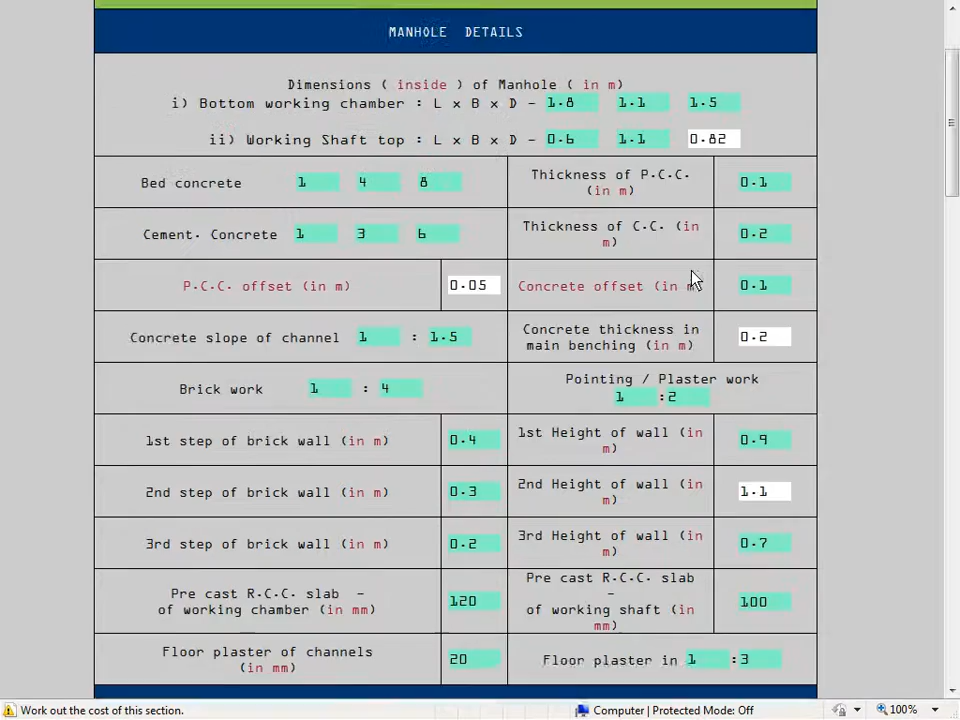 MANHOLE DETAILS
Dimensions ( inside ) of Manhole ( in m)
i) Bottom working chamber : L x B x D - 1.8 1.1 1.5
ii) Working Shaft top : L x B x D - 0.6 1.1 0.82
Bed concrete 1 4 8
Thickness of P.C.C.
(in m)
0.1
Cement. Concrete 1 3 6
Thickness of C.C. (in
m)
0.2
P.C.C. offset (in m)
0.05
Concrete offset (in m)
0.1
Concrete slope of channel 1 : 1.5
Concrete thickness in
main benching (in m)
0.2
Brick work 1 : 4
Pointing / Plaster work
1 :2
1st step of brick wall (in m)
0.4
1st Height of wall (in
m)
0.9
2nd step of brick wall (in m)
0.3
2nd Height of wall (in
m)
1.1
3rd step of brick wall (in m)
0.2
3rd Height of wall (in
m)
0.7
Pre cast R.C.C. slab -
of working chamber (in mm)
120
Pre cast R.C.C. slab
-
of working shaft (in
mm)
100
Floor plaster of channels
(in mm)
20
Floor plaster in 1 :3
Work out the cost of this section.
Computer | Protected Mode: Off
100%